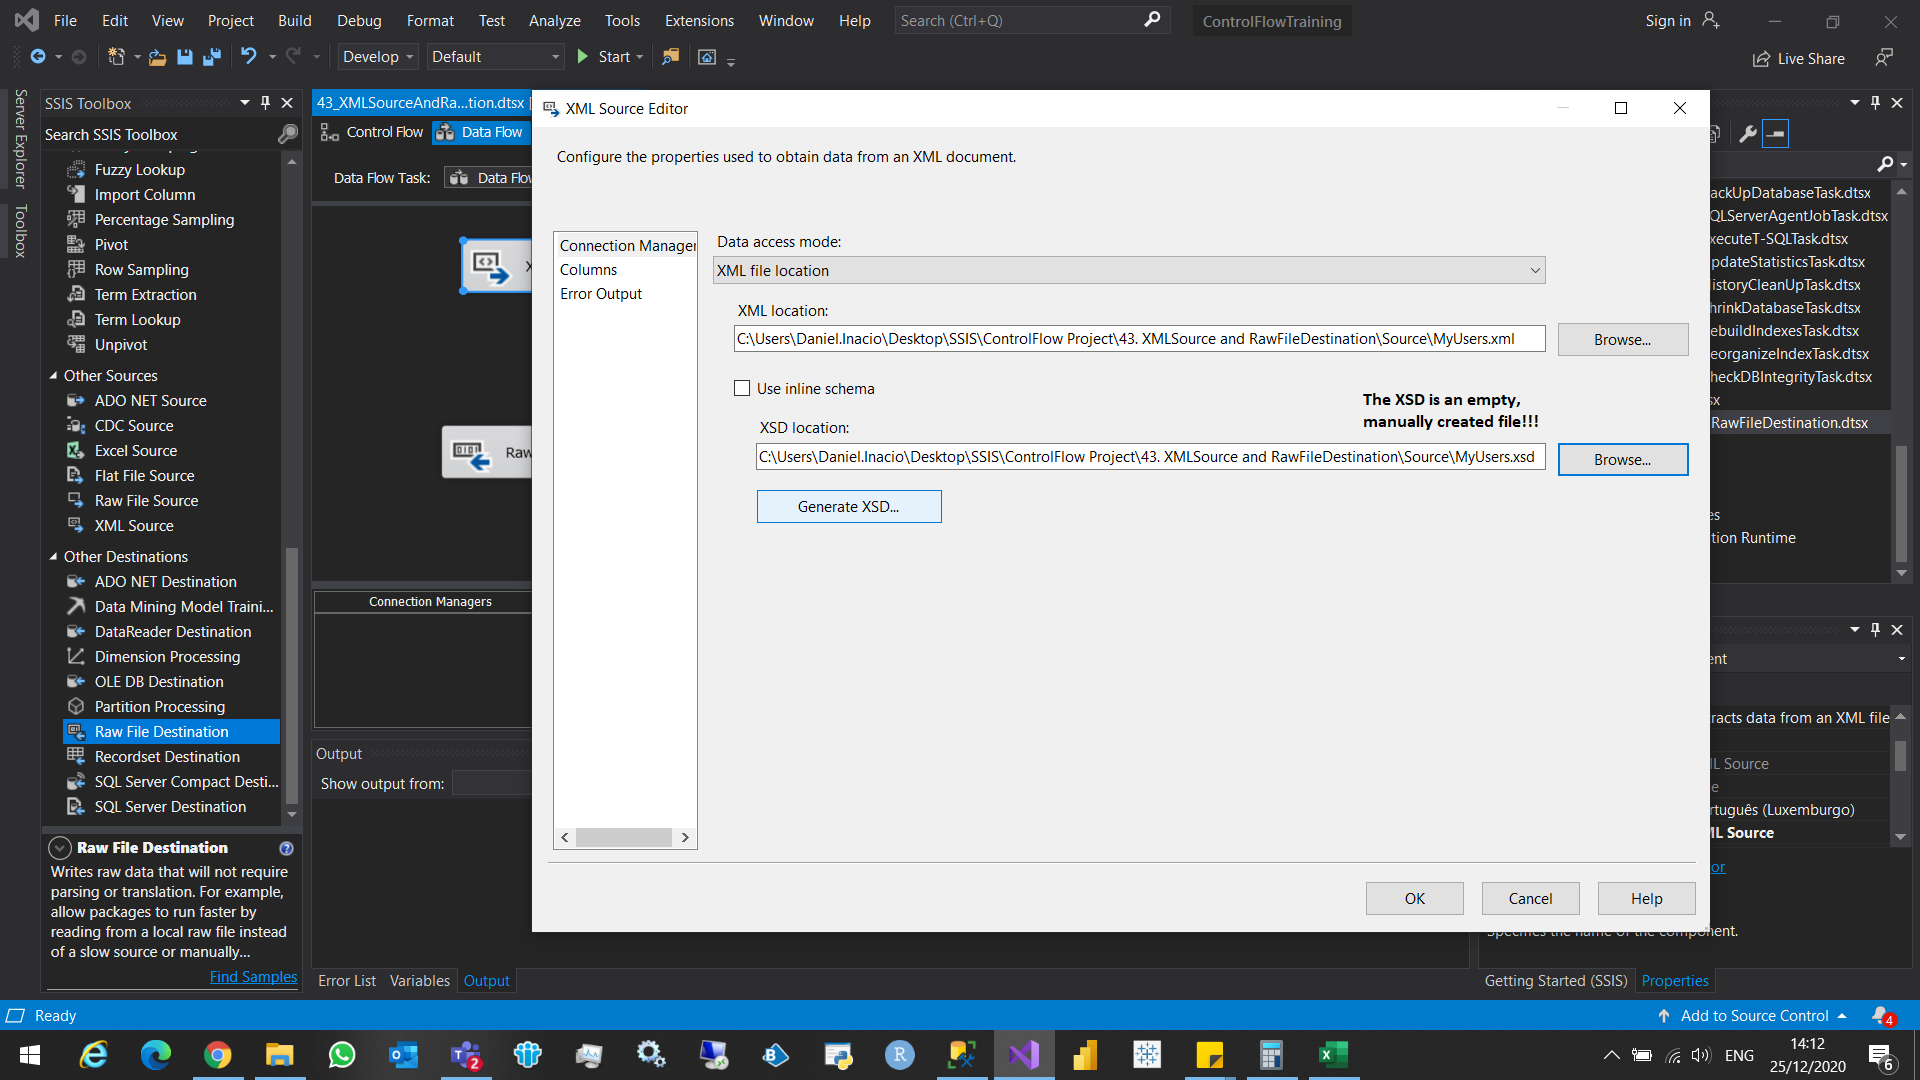 File Edit View Project Build Debug Format Test Analyze Tools Extensions Window Help Search (Ctrl+Q) ControlFlowTraining Sign in
Develop Default Start Live Share
Server Explorer
Toolbox
SSIS Toolbox
Search SSIS Toolbox
Fuzzy Lookup
Import Column
Percentage Sampling
Pivot
Row Sampling
Term Extraction
Term Lookup
Unpivot
Other Sources
ADO NET Source
CDC Source
Excel Source
Flat File Source
Raw File Source
XML Source
Other Destinations
ADO NET Destination
Data Mining Model Traini...
DataReader Destination
Dimension Processing
OLE DB Destination
Partition Processing
Raw File Destination
Recordset Destination
SQL Server Compact Desti...
SQL Server Destination
Raw File Destination
Writes raw data that will not require
parsing or translation. For example,
allow packages to run faster by
reading from a local raw file instead
of a slow source or manually...
Find Samples
43_XMLSourceAndRa...tion.dtsx
Control Flow Data Flow
Data Flow Task: Data Flo
X
Raw
Connection Managers
Output
Show output from:
Error List Variables Output
XML Source Editor
Configure the properties used to obtain data from an XML document.
Connection Manager
Columns
Error Output
Data access mode:
XML file location
XML location:
C:\Users\Daniel.Inacio\Desktop\SSIS\ControlFlow Project\43. XMLSource and RawFileDestination\Source\MyUsers.xml
Browse...
Use inline schema
The XSD is an empty,
manually created file!!!
XSD location:
C:\Users\Daniel.Inacio\Desktop\SSIS\ControlFlow Project\43. XMLSource and RawFileDestination\Source\MyUsers.xsd
Browse...
Generate XSD...
OK Cancel Help
ackUpDatabaseTask.dtsx
QLServerAgentJobTask.dtsx
xecuteT-SQLTask.dtsx
pdateStatisticsTask.dtsx
istoryCleanUpTask.dtsx
hrinkDatabaseTask.dtsx
ebuildIndexesTask.dtsx
eorganizeIndexTask.dtsx
heckDBIntegrityTask.dtsx
sx
RawFileDestination.dtsx
es
tion Runtime
ent
racts data from an XML file
L Source
e
rtuguês (Luxemburgo)
ML Source
or
Specifies the name of the component.
Getting Started (SSIS) Properties
Ready
Add to Source Control 4
2
ENG
14:12
25/12/2020
6